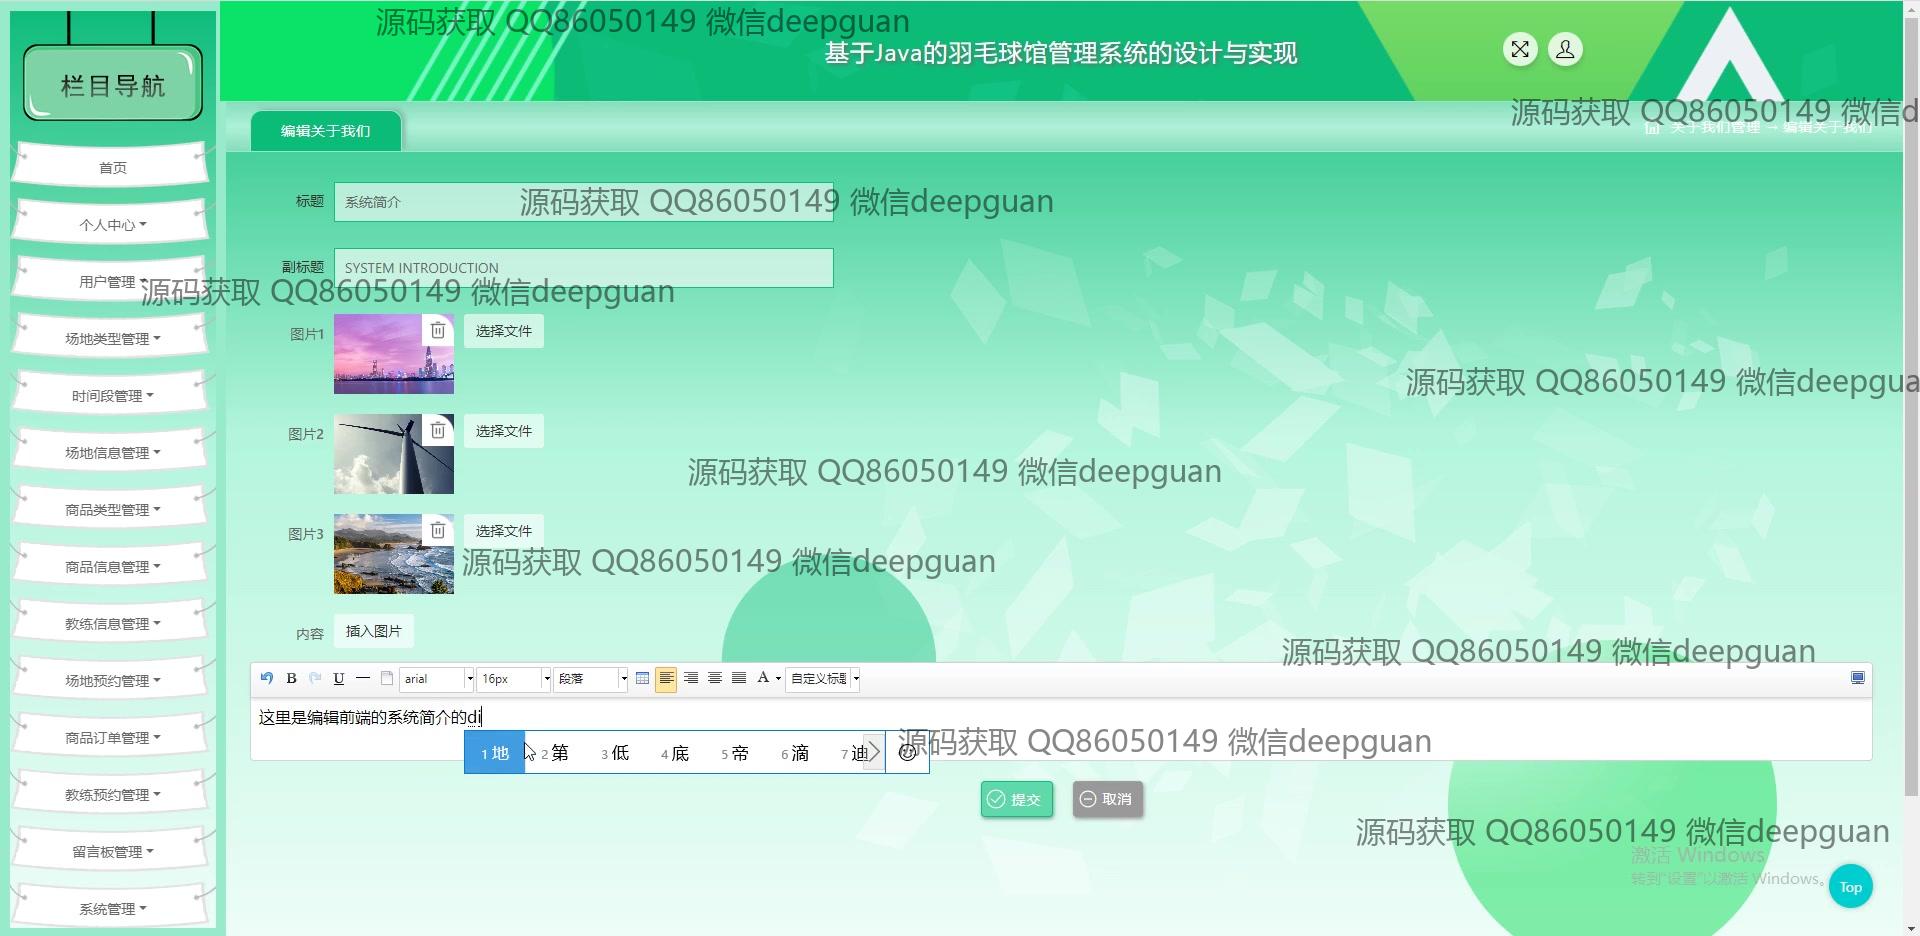 源码获取 QQ86050149 微信deepguan
基于Java的羽毛球馆管理系统的设计与实现
栏目导航
源码获取 QQ86050149 微信d
编辑关于我们
关于我们管理 → 编辑关于我们
首页
标题 系统简介
源码获取 QQ86050149 微信deepguan
个人中心
副标题 SYSTEM INTRODUCTION
用户管理
源码获取 QQ86050149 微信deepguan
图片1 选择文件
场地类型管理
源码获取 QQ86050149 微信deepgua
时间段管理
图片2 选择文件
场地信息管理
源码获取 QQ86050149 微信deepguan
商品类型管理
图片3 选择文件
源码获取 QQ86050149 微信deepguan
商品信息管理
教练信息管理
内容 插入图片
源码获取 QQ86050149 微信deepguan
场地预约管理
B U arial 16px 段落 A 自定义标题
这里是编辑前端的系统简介的di
商品订单管理
1 地 2 第 3 低 4 底 5 帝 6 滴 7 迪
源码获取 QQ86050149 微信deepguan
教练预约管理
提交 取消
源码获取 QQ86050149 微信deepguan
留言板管理
激活 Windows
转到"设置"以激活 Windows。
Top
系统管理